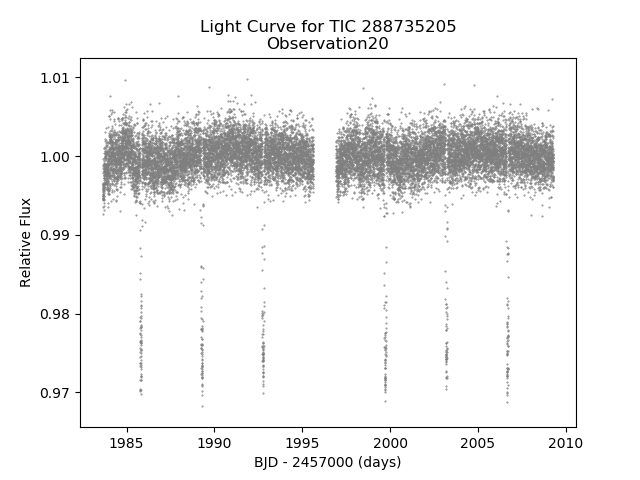 Light Curve for TIC 288735205
Observation20
1.01
1.00
0.99
0.98
0.97
Relative Flux
1985
1990
1995
2000
2005
2010
BJD - 2457000 (days)